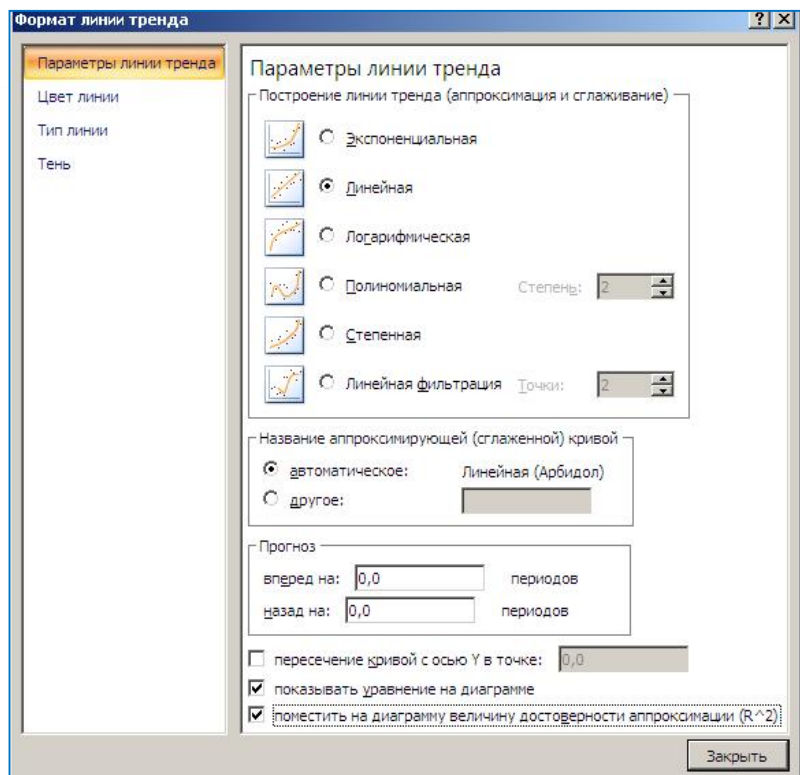 Формат линии тренда
Параметры линии тренда
Цвет линии
Тип линии
Тень
Параметры линии тренда
Построение линии тренда (аппроксимация и сглаживание)
Экспоненциальная
Линейная
Логарифмическая
Полиномиальная Степень: 2
Степенная
Линейная фильтрация Точки: 2
Название аппроксимирующей (сглаженной) кривой
автоматическое: Линейная (Арбидол)
другое:
Прогноз
вперед на: 0,0 периодов
назад на: 0,0 периодов
пересечение кривой с осью Y в точке: 0,0
показывать уравнение на диаграмме
поместить на диаграмму величину достоверности аппроксимации (R^2)
Закрыть